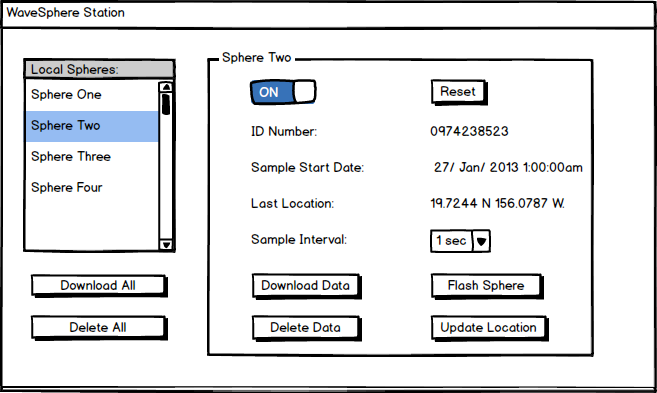 WaveSphere Station
Local Spheres:
Sphere One
Sphere Two
Sphere Three
Sphere Four
Download All
Delete All
Sphere Two
ON
Reset
ID Number: 0974238523
Sample Start Date: 27/ Jan/ 2013 1:00:00am
Last Location: 19.7244 N 156.0787 W.
Sample Interval: 1 sec
Download Data Flash Sphere
Delete Data Update Location